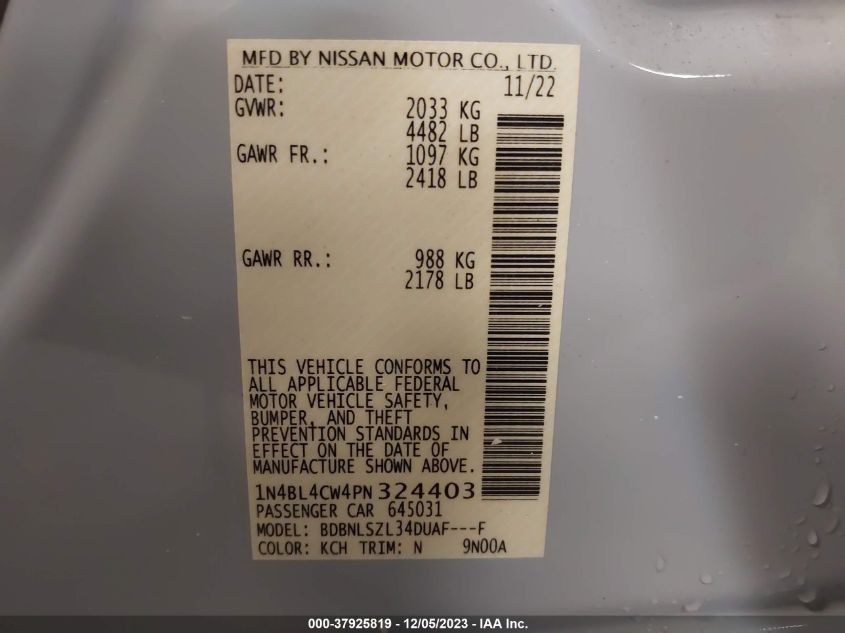 MFD BY NISSAN MOTOR CO., LTD.
DATE: 11/22
GVWR: 2033 KG
4482 LB
GAWR FR.: 1097 KG
2418 LB
GAWR RR.: 988 KG
2178 LB
THIS VEHICLE CONFORMS TO
ALL APPLICABLE FEDERAL
MOTOR VEHICLE SAFETY,
BUMPER, AND THEFT
PREVENTION STANDARDS IN
EFFECT ON THE DATE OF
MANUFACTURE SHOWN ABOVE.
1N4BL4CW4PN324403
PASSENGER CAR 645031
MODEL: BDBNLSZL34DUAF---F
COLOR: KCH TRIM: N 9N00A
000-37925819 - 12/05/2023 - IAA Inc.